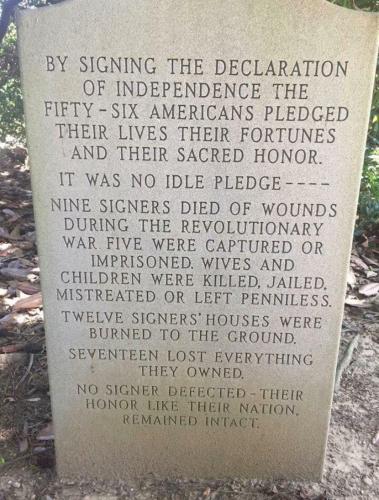 BY SIGNING THE DECLARATION
OF INDEPENDENCE THE
FIFTY-SIX AMERICANS PLEDGED
THEIR LIVES THEIR FORTUNES
AND THEIR SACRED HONOR.
IT WAS NO IDLE PLEDGE----
NINE SIGNERS DIED OF WOUNDS
DURING THE REVOLUTIONARY
WAR FIVE WERE CAPTURED OR
IMPRISONED. WIVES AND
CHILDREN WERE KILLED, JAILED,
MISTREATED OR LEFT PENNILESS.
TWELVE SIGNERS' HOUSES WERE
BURNED TO THE GROUND.
SEVENTEEN LOST EVERYTHING
THEY OWNED.
NO SIGNER DEFECTED-THEIR
HONOR LIKE THEIR NATION,
REMAINED INTACT.